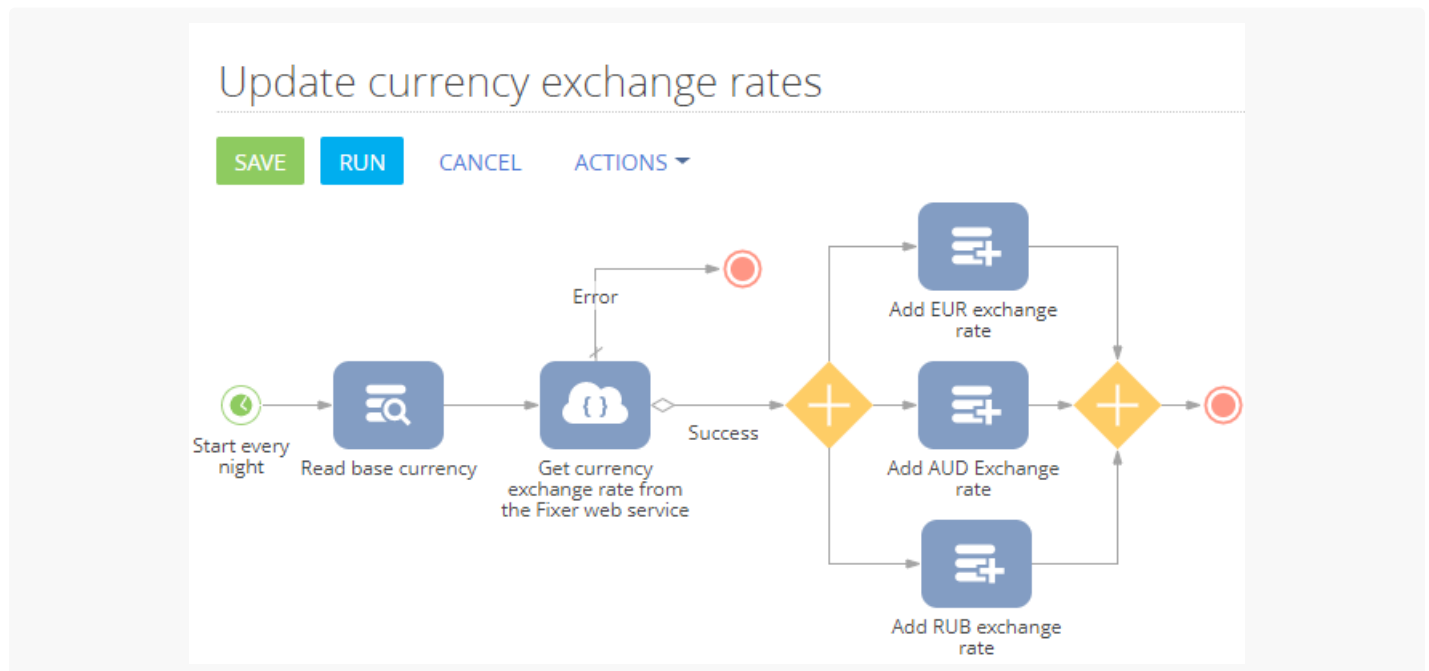 Update currency exchange rates
SAVE
RUN
CANCEL
ACTIONS
Error
Add EUR exchange
rate
Start every
night
Read base currency
Get currency
exchange rate from
the Fixer web service
Success
Add AUD Exchange
rate
Add RUB exchange
rate